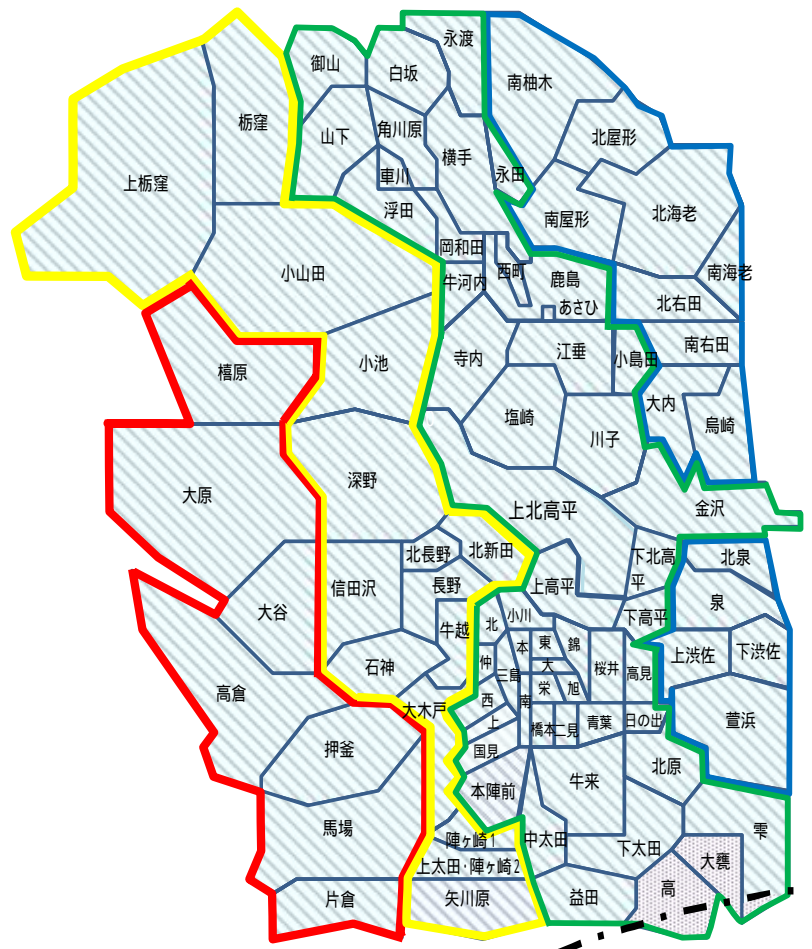 永渡
御山
白坂
南柚木
栃窪
山下
角川原
北屋形
横手
上栃窪
車川
永田
浮田
南屋形
北海老
岡和田
西町
小山田
牛河内
鹿島
南海老
あさひ
北右田
小池
寺内
江垂
小島田
南右田
橲原
塩崎
川子
大内
烏崎
深野
大原
上北高平
金沢
北長野
北新田
下北高
平
北泉
信田沢
長野
上高平
泉
大谷
牛越
北
小川
下高平
本
東
錦
上渋佐
下渋佐
石神
仲
三島
大
桜井
高見
高倉
西
南
栄
旭
大木戸
上
橋本
二見
青葉
日の出
萱浜
押釜
国見
牛来
北原
本陣前
馬場
陣ヶ崎1
中太田
下太田
雫
上太田・陣ヶ崎2
大甕
片倉
矢川原
益田
高